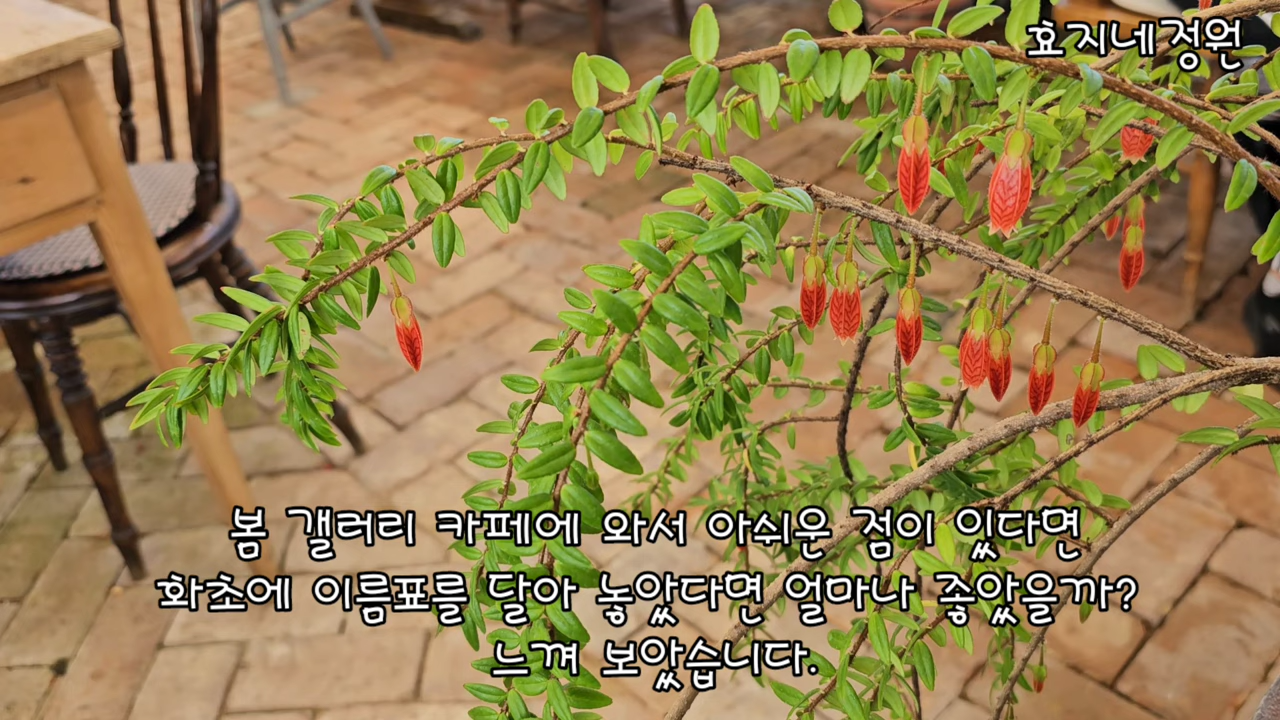 효지네정원
봄 갤러리 카페에 와서 아쉬운 점이 있다면
화초에 이름표를 달아 놓았다면 얼마나 좋았을까?
느껴 보았습니다.